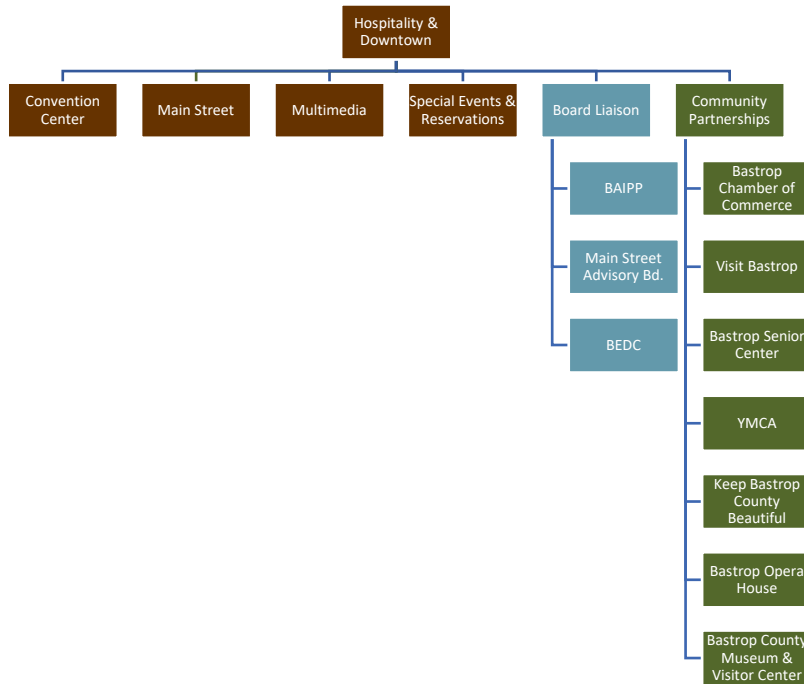 Hospitality &
Downtown
Convention
Center
Main Street
Multimedia
Special Events &
Reservations
Board Liaison
Community
Partnerships
BAIPP
Main Street
Advisory Bd.
BEDC
Bastrop
Chamber of
Commerce
Visit Bastrop
Bastrop Senior
Center
YMCA
Keep Bastrop
County
Beautiful
Bastrop Opera
House
Bastrop County
Museum &
Visitor Center